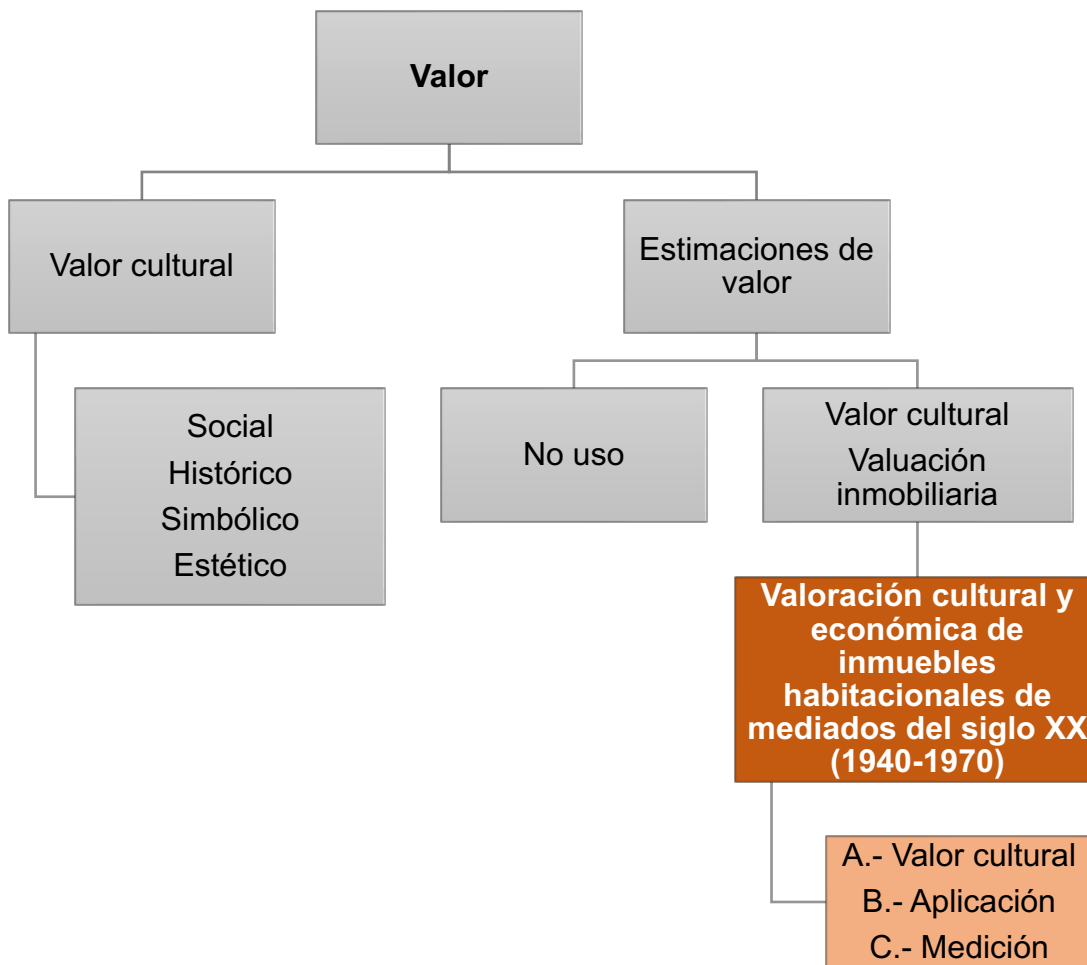 Valor
Valor cultural
Estimaciones de
valor
Social
Histórico
Simbólico
Estético
No uso
Valor cultural
Valuación
inmobiliaria
Valoración cultural y
económica de
inmuebles
habitacionales de
mediados del siglo XX
(1940-1970)
A.- Valor cultural
B.- Aplicación
C.- Medición